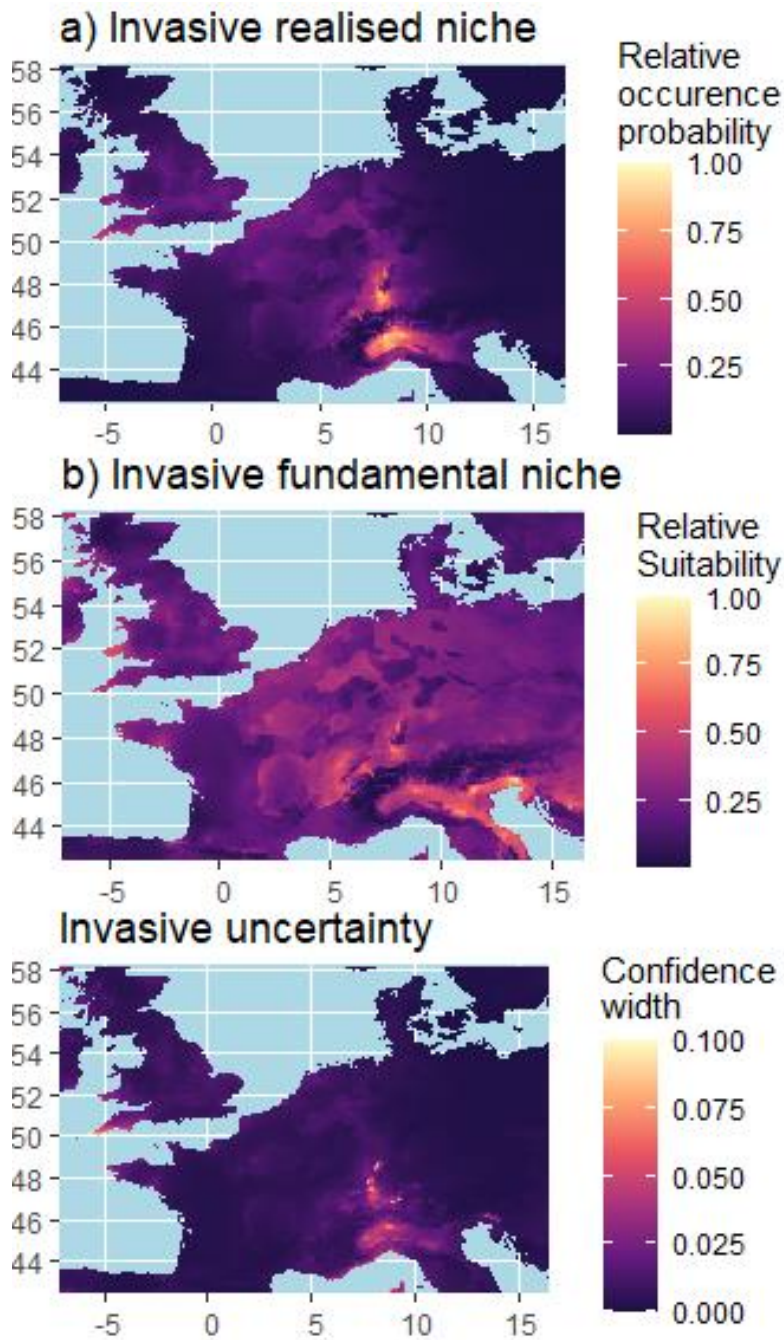 a) Invasive realised niche
58
56
54
52
50
48
46
44
-5 0 5 10 15
Relative
occurence
probability
1.00
0.75
0.50
0.25
b) Invasive fundamental niche
58
56
54
52
50
48
46
44
-5 0 5 10 15
Relative
Suitability
1.00
0.75
0.50
0.25
Invasive uncertainty
58
56
54
52
50
48
46
44
-5 0 5 10 15
Confidence
width
0.100
0.075
0.050
0.025
0.000